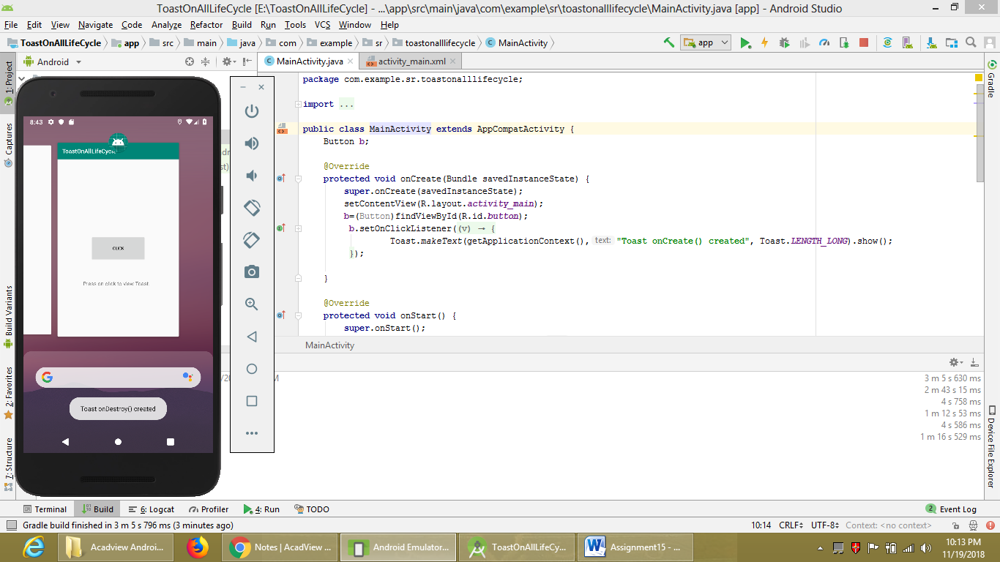 ToastOnAllLifeCycle [E:\ToastOnAllLifeCycle] - ...\app\src\main\java\com\example\sr\toastonalllifecycle\MainActivity.java [app] - Android Studio
File Edit View Navigate Code Analyze Refactor Build Run Tools VCS Window Help
ToastOnAllLifeCycle app src main java com example sr toastonalllifecycle MainActivity app
Android
MainActivity.java activity_main.xml
1: Project
Captures
Build Variants
2: Favorites
7: Structure
8:43
ToastOnAllLifeCycle
CLICK
Press on click to view Toast.
Toast onDestroy() created
package com.example.sr.toastonalllifecycle;
import ...
public class MainActivity extends AppCompatActivity {
Button b;
@Override
protected void onCreate(Bundle savedInstanceState) {
super.onCreate(savedInstanceState);
setContentView(R.layout.activity_main);
b=(Button)findViewById(R.id.button);
b.setOnClickListener((v) → {
Toast.makeText(getApplicationContext(), text: "Toast onCreate() created", Toast.LENGTH_LONG).show();
});
}
@Override
protected void onStart() {
super.onStart();
MainActivity
3 m 5 s 630 ms
2 m 43 s 15 ms
4 s 758 ms
1 m 12 s 53 ms
4 s 586 ms
1 m 16 s 529 ms
Gradle
Device File Explorer
Terminal Build 6: Logcat Profiler 4: Run TODO 2 Event Log
Gradle build finished in 3 m 5 s 796 ms (3 minutes ago) 10:14 CRLF UTF-8 Context: <no context>
Acadview Androi... Notes | AcadView ... Android Emulator... ToastOnAllLifeCy... Assignment15 - ...
10:13 PM
11/19/2018